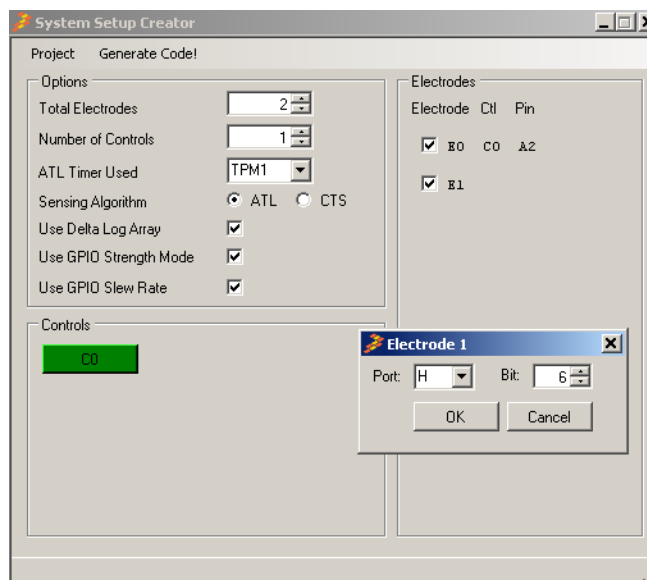 System Setup Creator
Project Generate Code!
Options
Total Electrodes 2
Number of Controls 1
ATL Timer Used TPM1
Sensing Algorithm ATL CTS
Use Delta Log Array
Use GPIO Strength Mode
Use GPIO Slew Rate
Electrodes
Electrode Ctl Pin
E0 C0 A2
E1
Controls
C0
Electrode 1
Port: H Bit: 6
OK Cancel